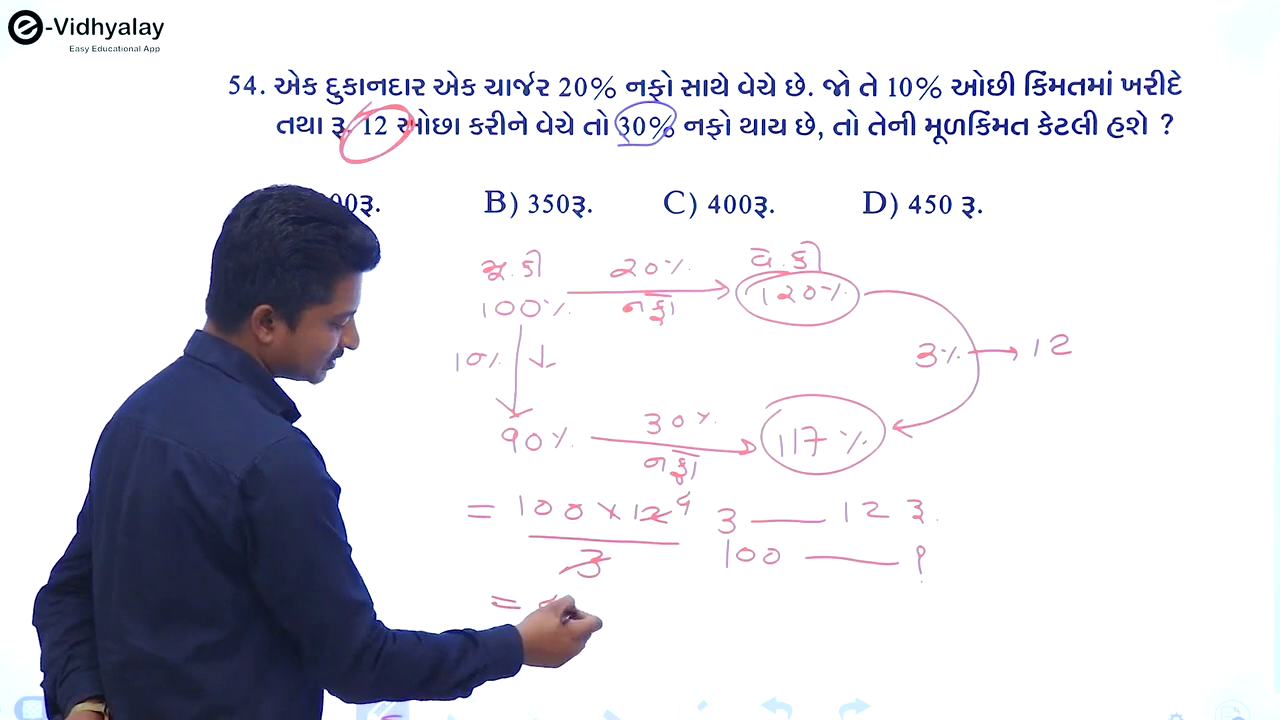 e-Vidhyalay
Easy Educational App
54. એક દુકાનદાર એક ચાર્જર 20% નફો સાથે વેચે છે. જો તે 10% ઓછી કિંમતમાં ખરીદે
તથા રૂ. 12 ઓછા કરીને વેચે તો 30% નફો થાય છે, તો તેની મૂળકિંમત કેટલી હશે ?
00રૂ. B) 350રૂ. C) 400રૂ. D) 450 રૂ.
મૂ.કી 20% વે.કી
100% નફો 120%
10% ↓ 3% → 12
90% 30% 117%
નફો
= 100 x 12 4 3 — 12 રૂ.
3 100 — ?
=